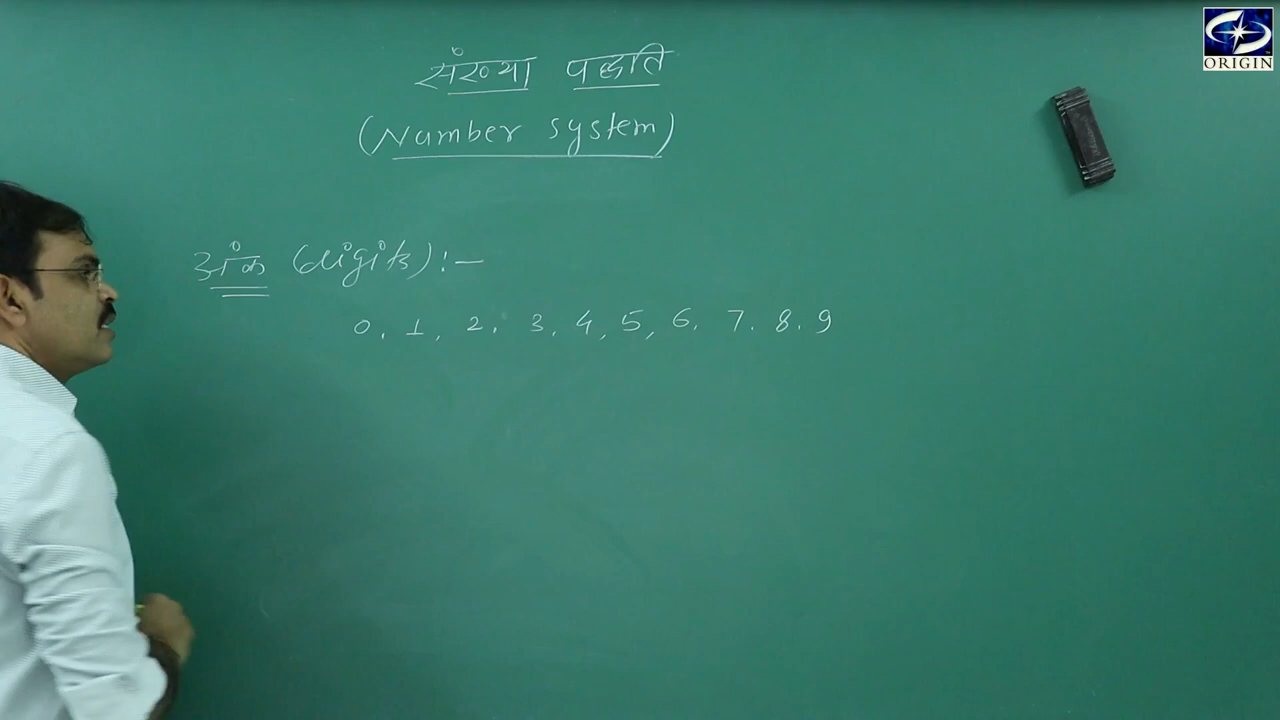 ORIGIN
संख्या पद्धति
(Number system)
अंक (digits) :-
0, 1, 2, 3, 4, 5, 6, 7, 8, 9